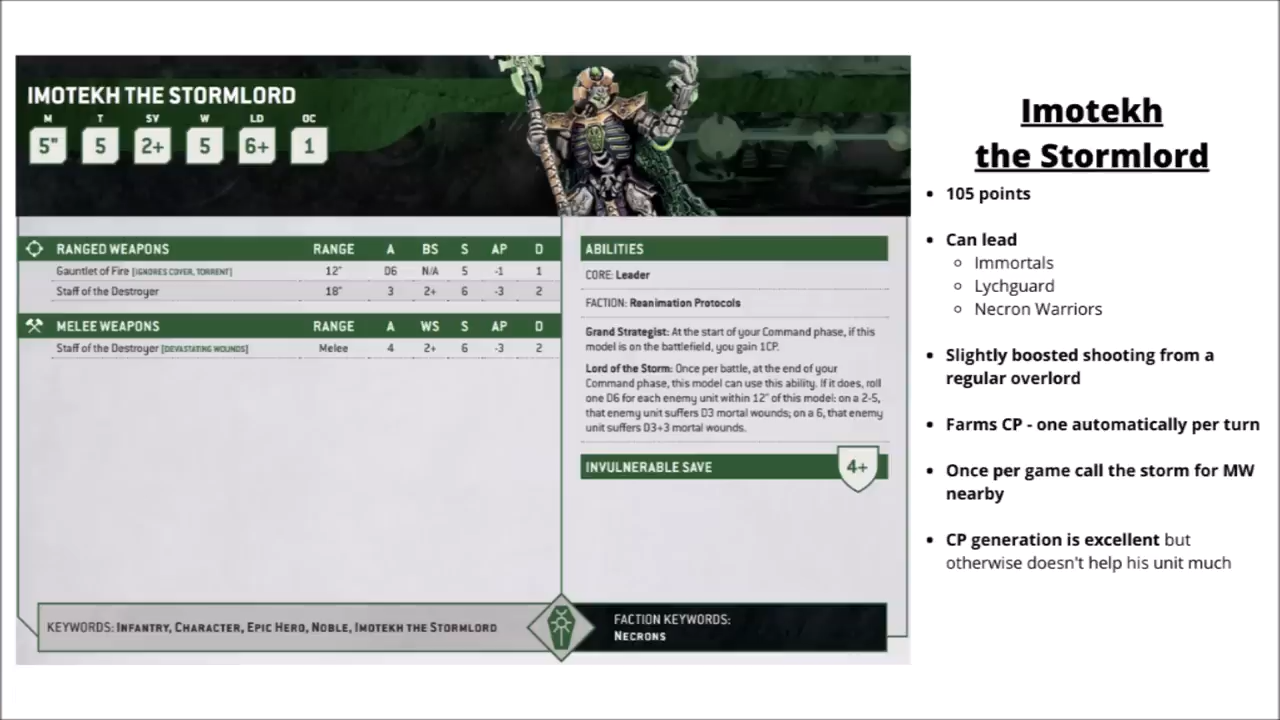 IMOTEKH THE STORMLORD
M T SV W LD OC
5" 5 2+ 5 6+ 1
RANGED WEAPONS RANGE A BS S AP D
Gauntlet of Fire [IGNORES COVER, TORRENT] 12" D6 N/A 5 -1 1
Staff of the Destroyer 18" 3 2+ 6 -3 2
MELEE WEAPONS RANGE A WS S AP D
Staff of the Destroyer [DEVASTATING WOUNDS] Melee 4 2+ 6 -3 2
ABILITIES
CORE: Leader
FACTION: Reanimation Protocols
Grand Strategist: At the start of your Command phase, if this
model is on the battlefield, you gain 1CP.
Lord of the Storm: Once per battle, at the end of your
Command phase, this model can use this ability. If it does, roll
one D6 for each enemy unit within 12" of this model: on a 2-5,
that enemy unit suffers D3 mortal wounds; on a 6, that enemy
unit suffers D3+3 mortal wounds.
INVULNERABLE SAVE 4+
KEYWORDS: INFANTRY, CHARACTER, EPIC HERO, NOBLE, IMOTEKH THE STORMLORD
FACTION KEYWORDS:
NECRONS
Imotekh
the Stormlord
• 105 points
• Can lead
◦ Immortals
◦ Lychguard
◦ Necron Warriors
• Slightly boosted shooting from a
regular overlord
• Farms CP - one automatically per turn
• Once per game call the storm for MW
nearby
• CP generation is excellent but
otherwise doesn't help his unit much